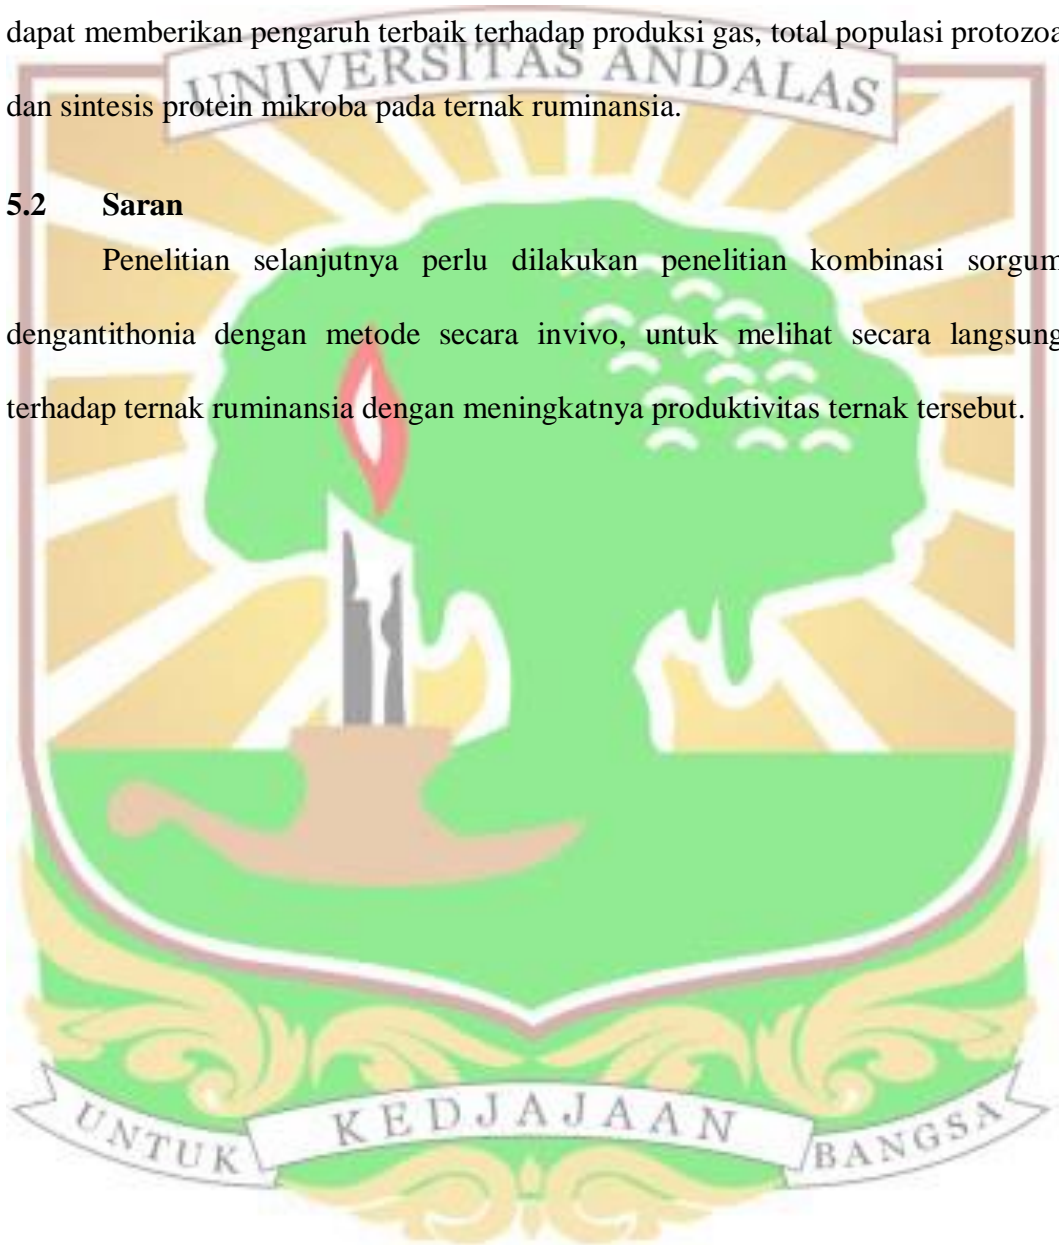 dapat memberikan pengaruh terbaik terhadap produksi gas, total populasi protozoa
UNIVERSITAS ANDALAS
dan sintesis protein mikroba pada ternak ruminansia.
5.2 Saran
Penelitian selanjutnya perlu dilakukan penelitian kombinasi sorgum
dengantithonia dengan metode secara invivo, untuk melihat secara langsung
terhadap ternak ruminansia dengan meningkatnya produktivitas ternak tersebut.
UNTUK KEDJAJAAN BANGSA